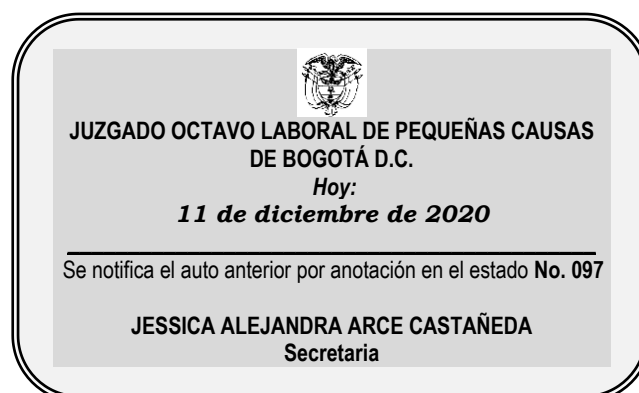 JUZGADO OCTAVO LABORAL DE PEQUEÑAS CAUSAS
DE BOGOTÁ D.C.
Hoy:
11 de diciembre de 2020
Se notifica el auto anterior por anotación en el estado No. 097
JESSICA ALEJANDRA ARCE CASTAÑEDA
Secretaria